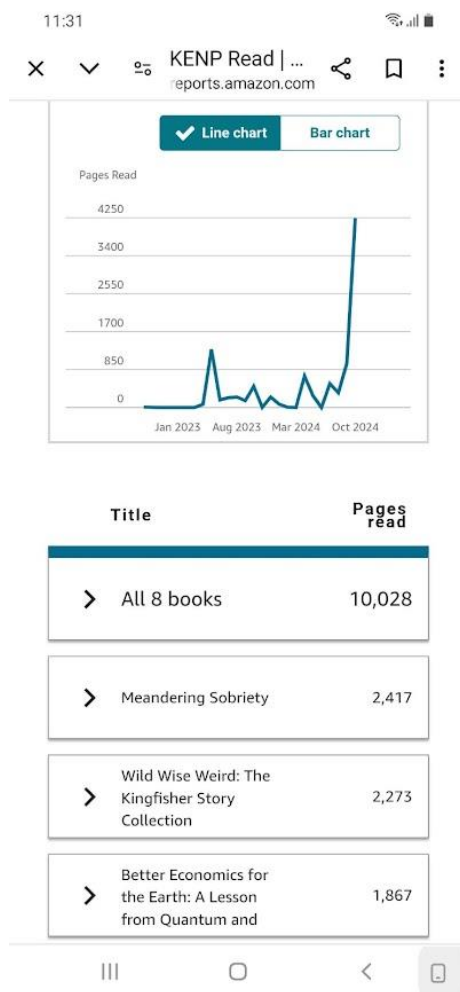 11:31
KENP Read | ...
reports.amazon.com
Line chart
Bar chart
Pages Read
4250
3400
2550
1700
850
0
Jan 2023 Aug 2023 Mar 2024 Oct 2024
Title
Pages
read
All 8 books 10,028
Meandering Sobriety 2,417
Wild Wise Weird: The
Kingfisher Story 2,273
Collection
Better Economics for
the Earth: A Lesson 1,867
from Quantum and